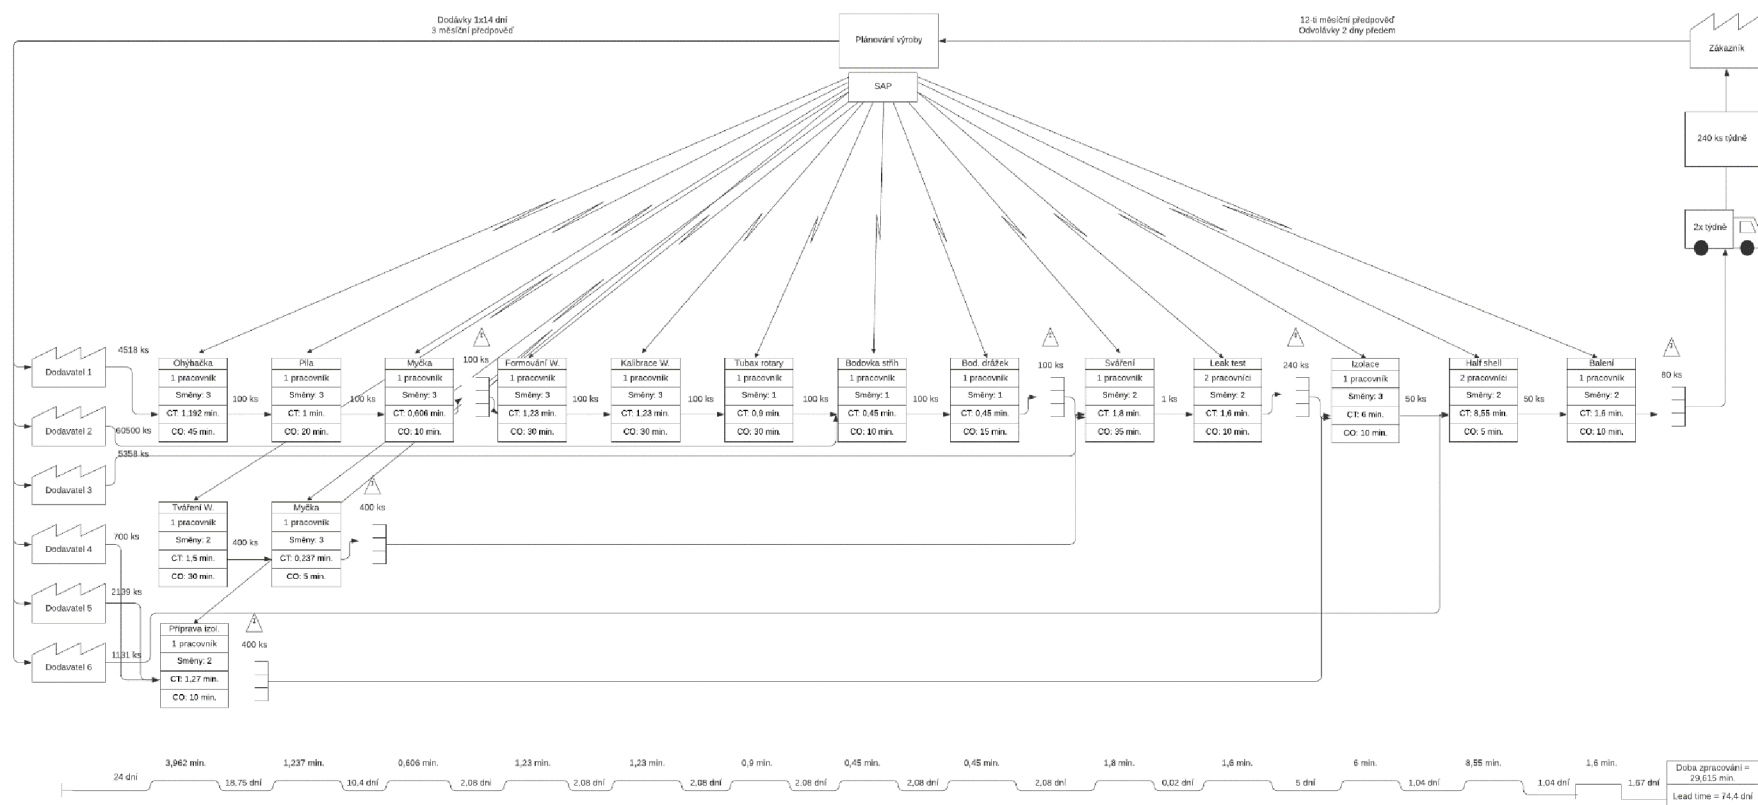 Dodávky 1x14 dní
3 měsíční předpověď
Plánování výroby
12-ti měsíční předpověď
Odvolávky 2 dny předem
Zákazník
SAP
240 ks týdně
2x týdně
Dodavatel 1
4518 ks
Ohýbačka
1 pracovník
Směny: 3
CT: 1,192 min.
CO: 45 min.
100 ks
Pila
1 pracovník
Směny: 3
CT: 1 min.
CO: 20 min.
100 ks
Myčka
1 pracovník
Směny: 3
CT: 0,606 min.
CO: 10 min.
100 ks
Formování W.
1 pracovník
Směny: 3
CT: 1,23 min.
CO: 30 min.
100 ks
Kalibrace W.
1 pracovník
Směny: 3
CT: 1,23 min.
CO: 30 min.
100 ks
Tubax rotary
1 pracovník
Směny: 1
CT: 0,9 min.
CO: 30 min.
100 ks
Bodovka střih
1 pracovník
Směny: 1
CT: 0,45 min.
CO: 10 min.
100 ks
Bod. drážek
1 pracovník
Směny: 1
CT: 0,45 min.
CO: 15 min.
100 ks
Sváření
1 pracovník
Směny: 2
CT: 1,8 min.
CO: 35 min.
1 ks
Leak test
2 pracovníci
Směny: 2
CT: 1,6 min.
CO: 10 min.
240 ks
Izolace
1 pracovník
Směny: 3
CT: 6 min.
CO: 10 min.
50 ks
Half shell
2 pracovníci
Směny: 2
CT: 8,55 min.
CO: 5 min.
50 ks
Balení
1 pracovník
Směny: 2
CT: 1,6 min.
CO: 10 min.
80 ks
Dodavatel 2
60500 ks
Dodavatel 3
5358 ks
Dodavatel 4
700 ks
Dodavatel 5
2139 ks
Dodavatel 6
1131 ks
Tváření W.
1 pracovník
Směny: 2
CT: 1,5 min.
CO: 30 min.
400 ks
Myčka
1 pracovník
Směny: 3
CT: 0,237 min.
CO: 5 min.
400 ks
Příprava izol.
1 pracovník
Směny: 2
CT: 1,27 min.
CO: 10 min.
400 ks
3,962 min. 1,237 min. 0,606 min. 1,23 min. 1,23 min. 0,9 min. 0,45 min. 0,45 min. 1,8 min. 1,6 min. 6 min. 8,55 min. 1,6 min.
24 dní 18,75 dní 10,4 dní 2,08 dní 2,08 dní 2,08 dní 2,08 dní 2,08 dní 2,08 dní 0,02 dní 5 dní 1,04 dní 1,04 dní 1,67 dní
Doba zpracování =
29,615 min.
Lead time = 74,4 dní